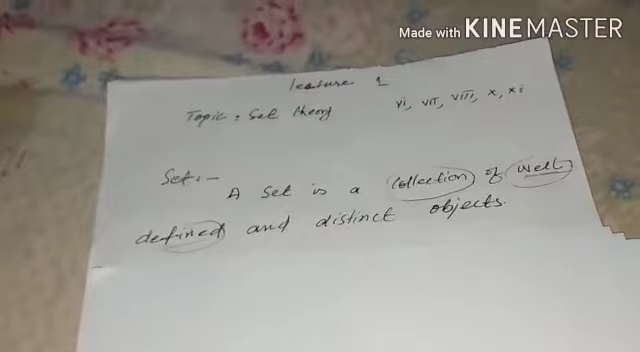 Made with KINEMASTER
lecture 1
Topic: Set theory vi, VII, VIII, x, xi
Set:-
A set is a collection of well
defined and distinct objects.